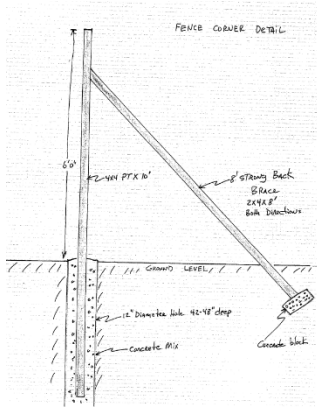 FENCE CORNER DETAIL
6'0"
4x4 PT X 10'
8' STRONG Back
BRACE
2x4x8'
Both Directions
GROUND LEVEL
12" Diameter Hole 42-48" deep
Concrete Mix
Concrete block